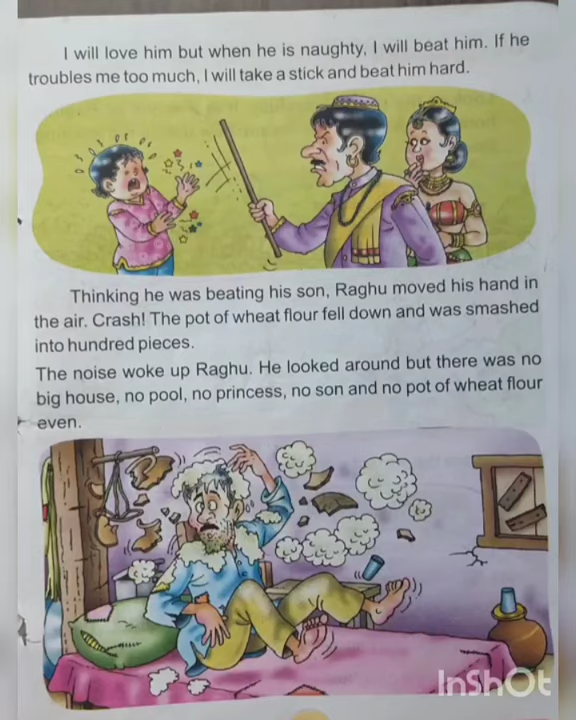 I will love him but when he is naughty, I will beat him. If he
troubles me too much, I will take a stick and beat him hard.
Thinking he was beating his son, Raghu moved his hand in
the air. Crash! The pot of wheat flour fell down and was smashed
into hundred pieces.
The noise woke up Raghu. He looked around but there was no
big house, no pool, no princess, no son and no pot of wheat flour
even.
InShOt